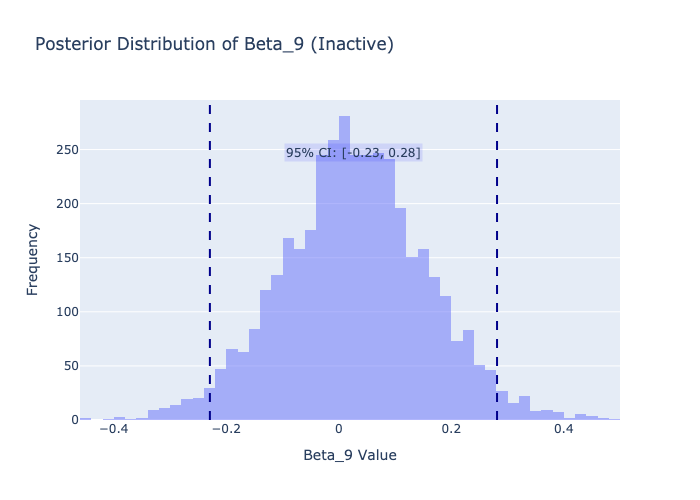 Posterior Distribution of Beta_9 (Inactive)
95% CI: [-0.23, 0.28]
250
200
150
100
50
0
Frequency
−0.4
−0.2
0
0.2
0.4
Beta_9 Value